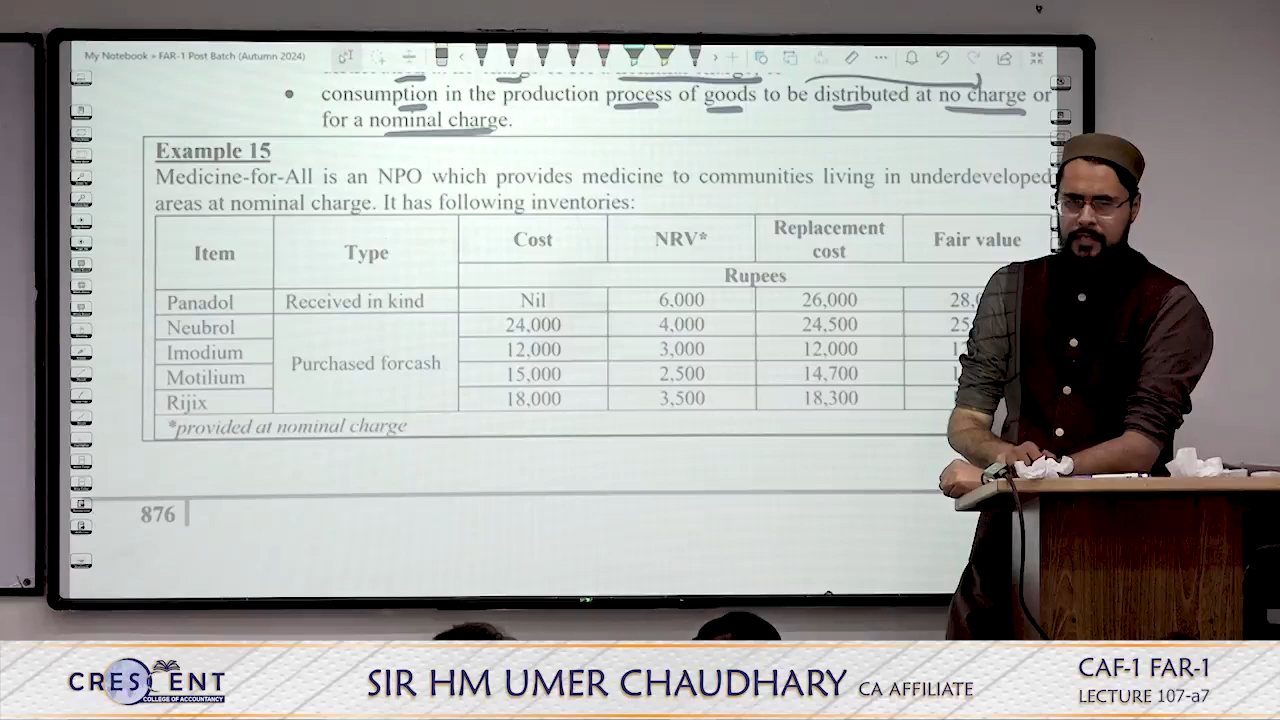 My Notebook » FAR-1 Post Batch (Autumn 2024)
consumption in the production process of goods to be distributed at no charge or
for a nominal charge.
Example 15
Medicine-for-All is an NPO which provides medicine to communities living in underdeveloped
areas at nominal charge. It has following inventories:
Item Type Cost NRV* Replacement cost Fair value
Rupees
Panadol Received in kind Nil 6,000 26,000
Neubrol Purchased forcash 24,000 4,000 24,500
Imodium 12,000 3,000 12,000
Motilium 15,000 2,500 14,700
Rijix 18,000 3,500 18,300
*provided at nominal charge
876
CRESCENT
COLLEGE OF ACCOUNTANCY
SIR HM UMER CHAUDHARY CA AFFILIATE
CAF-1 FAR-1
LECTURE 107-a7